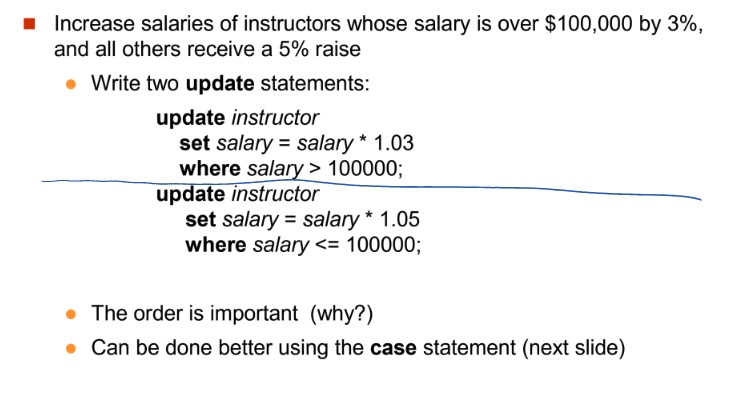 Increase salaries of instructors whose salary is over $100,000 by 3%,
and all others receive a 5% raise
Write two update statements:
update instructor
set salary = salary * 1.03
where salary > 100000;
update instructor
set salary = salary * 1.05
where salary <= 100000;
The order is important (why?)
Can be done better using the case statement (next slide)